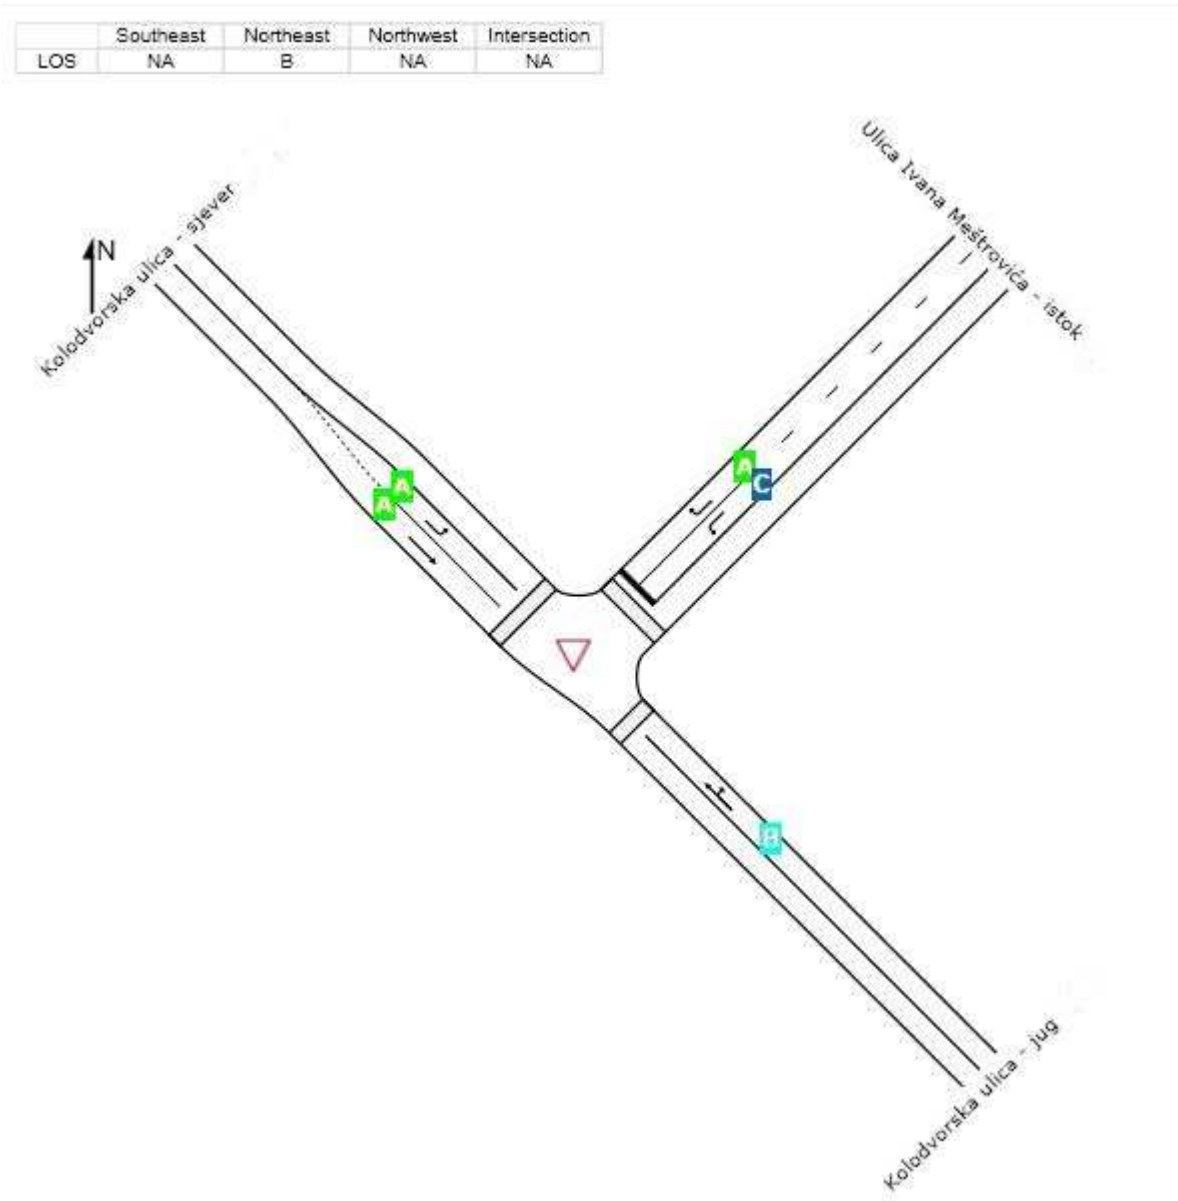 Southeast Northeast Northwest Intersection
LOS NA B NA NA
Ulica Ivana Meštrovića - istok
Kolodvorska ulica - sjever
N
A
A
A
C
H
Kolodvorska ulica - jug